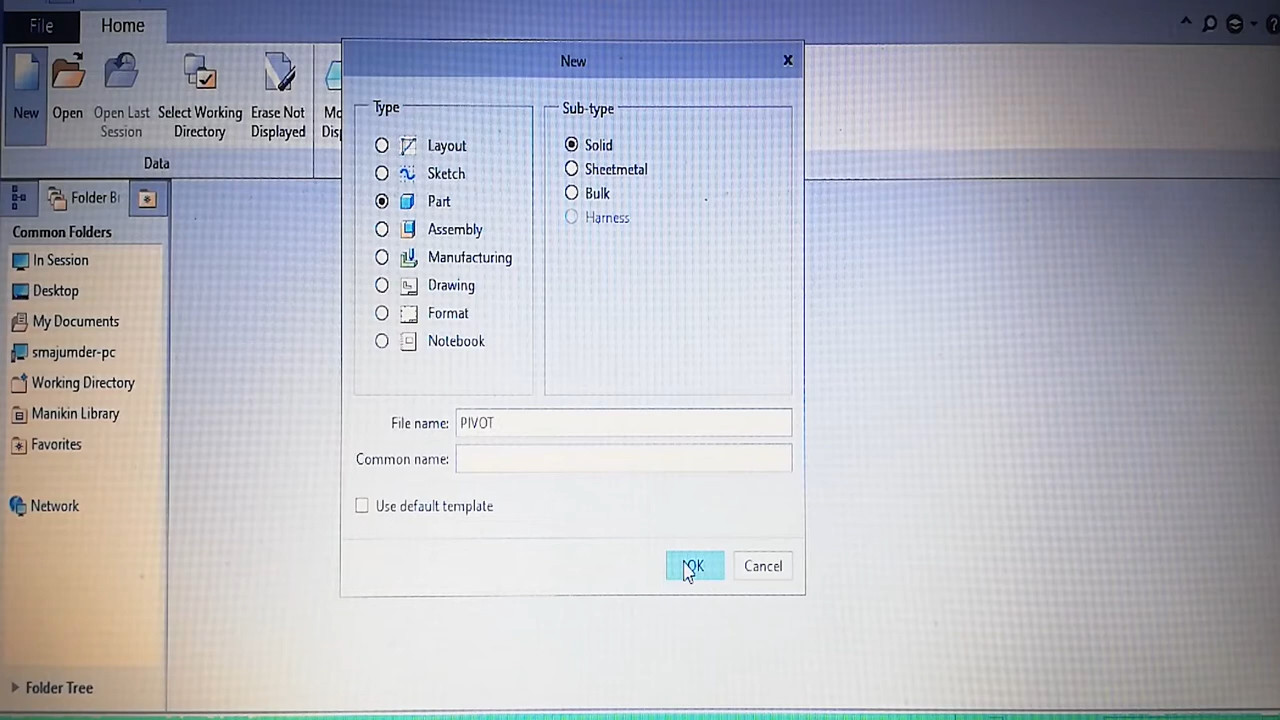 File
Home
New
Open
Open Last
Session
Select Working
Directory
Erase Not
Displayed
Data
Folder
Common Folders
In Session
Desktop
My Documents
smajumder-pc
Working Directory
Manikin Library
Favorites
Network
Folder Tree
New
Type
Layout
Sketch
Part
Assembly
Manufacturing
Drawing
Format
Notebook
Sub-type
Solid
Sheetmetal
Bulk
Harness
File name: PIVOT
Common name:
Use default template
OK
Cancel